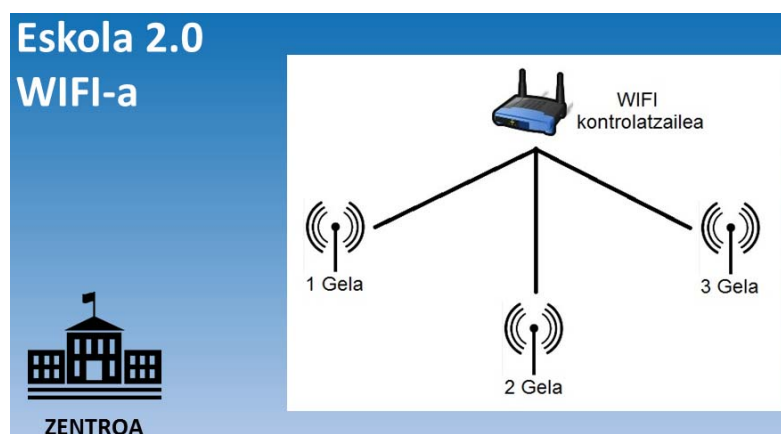 Eskola 2.0
WIFI-a
WIFI
kontrolatzailea
1 Gela
3 Gela
2 Gela
ZENTROA